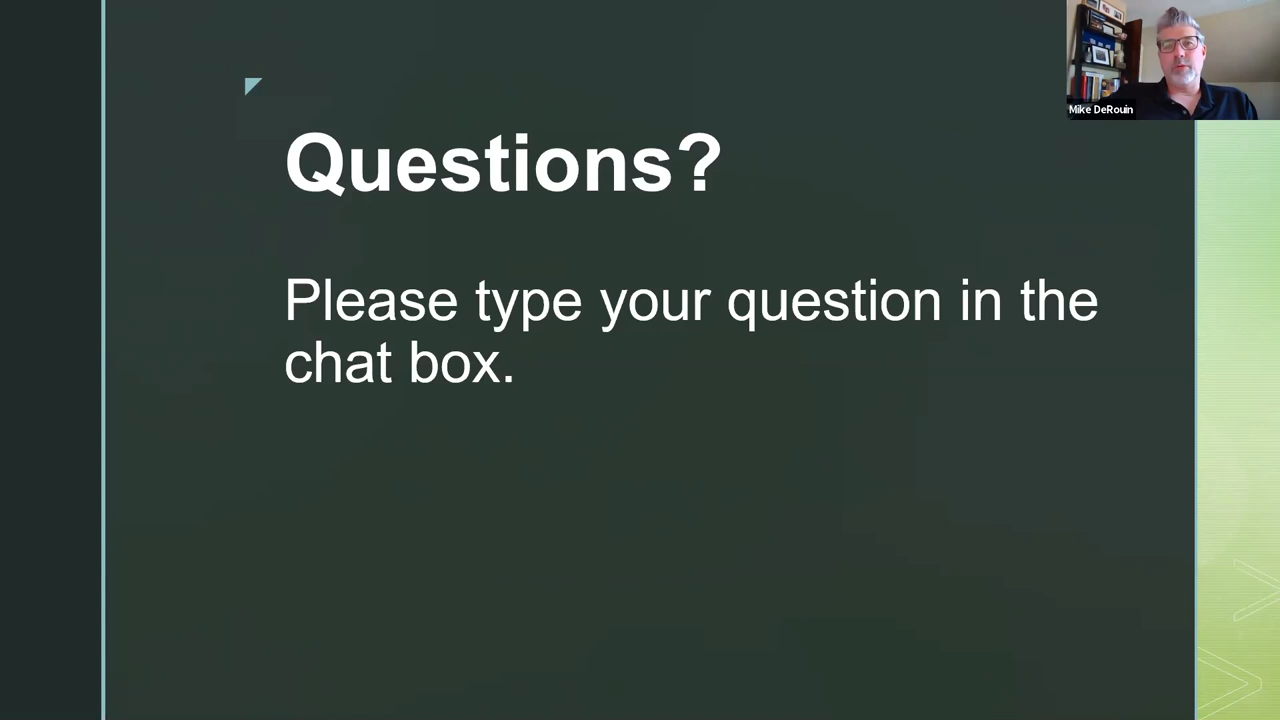 Mike DeRouin
Questions?
Please type your question in the
chat box.